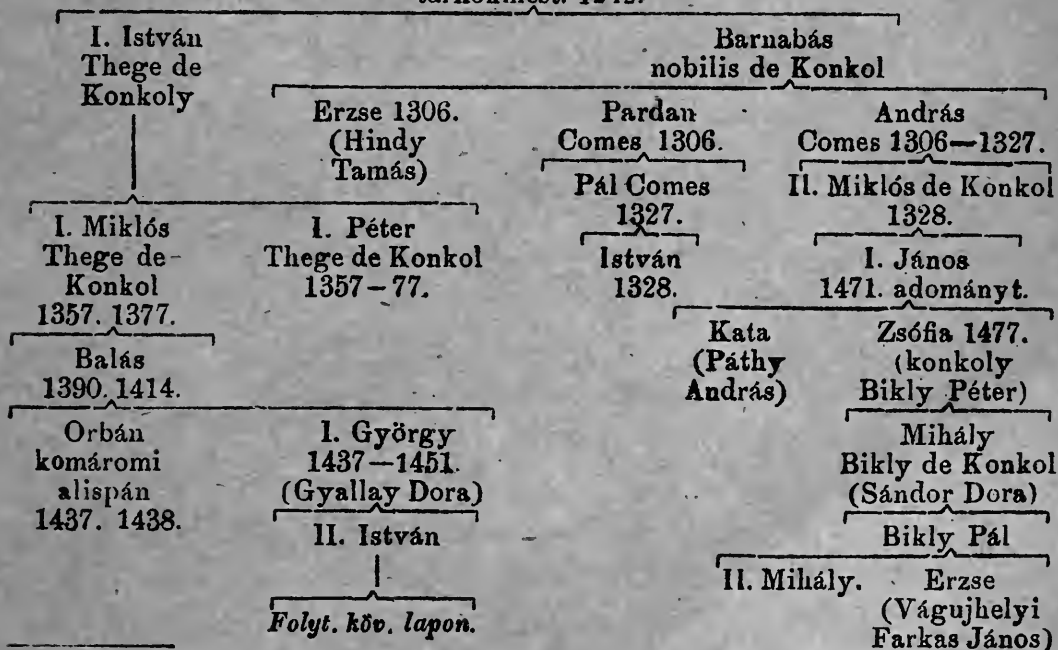 I. István
Thege de
Konkoly
Barnabás
nobilis de Konkol
Erzse 1306.
(Hindy
Tamás)
Pardan
Comes 1306.
András
Comes 1306—1327.
Pál Comes
1327.
II. Miklós de Konkol
1328.
I. Miklós
Thege de-
Konkol
1357. 1377.
I. Péter
Thege de Konkol
1357–77.
István
1328.
I. János
1471. adományt.
Balás
1390. 1414.
Kata
(Páthy
András)
Zsófia 1477.
(konkoly
Bikly Péter)
Orbán
komáromi
alispán
1437. 1438.
I. György
1437—1451.
(Gyallay Dora)
Mihály
Bikly de Konkol
(Sándor Dora)
II. István
Bikly Pál
Folyt. köv. lapon.
II. Mihály.
Erzse
(Vágujhelyi
Farkas János)